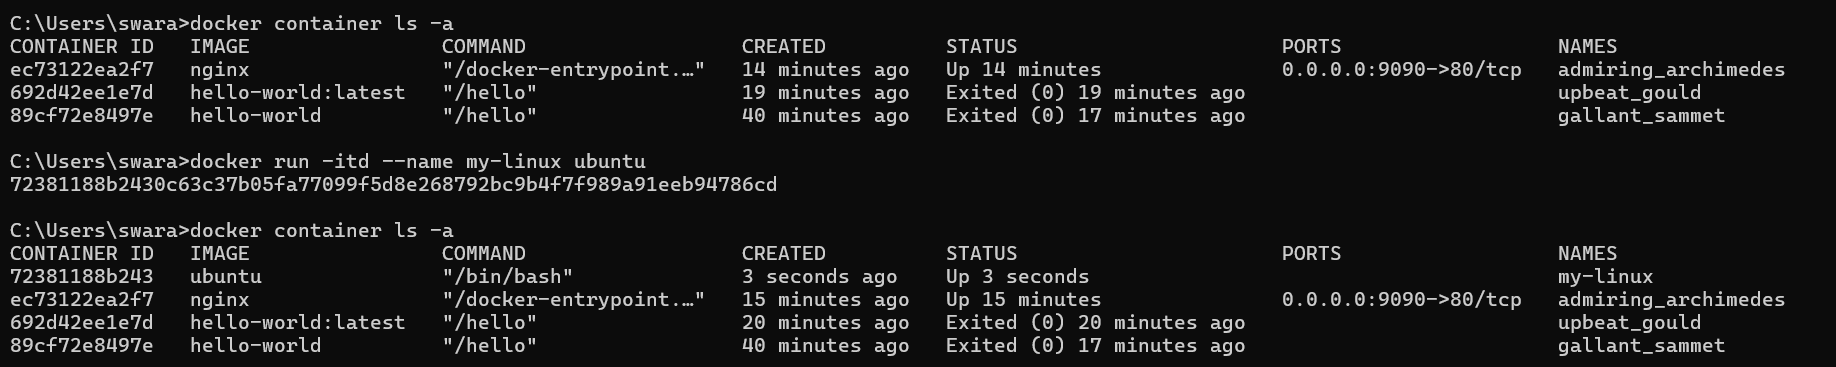 C:\Users\swara>docker container ls -a
CONTAINER ID   IMAGE                COMMAND                  CREATED          STATUS                      PORTS                  NAMES
ec73122ea2f7   nginx                "/docker-entrypoint.…"   14 minutes ago   Up 14 minutes               0.0.0.0:9090->80/tcp   admiring_archimedes
692d42ee1e7d   hello-world:latest   "/hello"                 19 minutes ago   Exited (0) 19 minutes ago                          upbeat_gould
89cf72e8497e   hello-world          "/hello"                 40 minutes ago   Exited (0) 17 minutes ago                          gallant_sammet
C:\Users\swara>docker run -itd --name my-linux ubuntu
72381188b2430c63c37b05fa77099f5d8e268792bc9b4f7f989a91eeb94786cd
C:\Users\swara>docker container ls -a
CONTAINER ID   IMAGE                COMMAND                  CREATED          STATUS                      PORTS                  NAMES
72381188b243   ubuntu               "/bin/bash"              3 seconds ago    Up 3 seconds                                       my-linux
ec73122ea2f7   nginx                "/docker-entrypoint.…"   15 minutes ago   Up 15 minutes               0.0.0.0:9090->80/tcp   admiring_archimedes
692d42ee1e7d   hello-world:latest   "/hello"                 20 minutes ago   Exited (0) 20 minutes ago                          upbeat_gould
89cf72e8497e   hello-world          "/hello"                 40 minutes ago   Exited (0) 17 minutes ago                          gallant_sammet